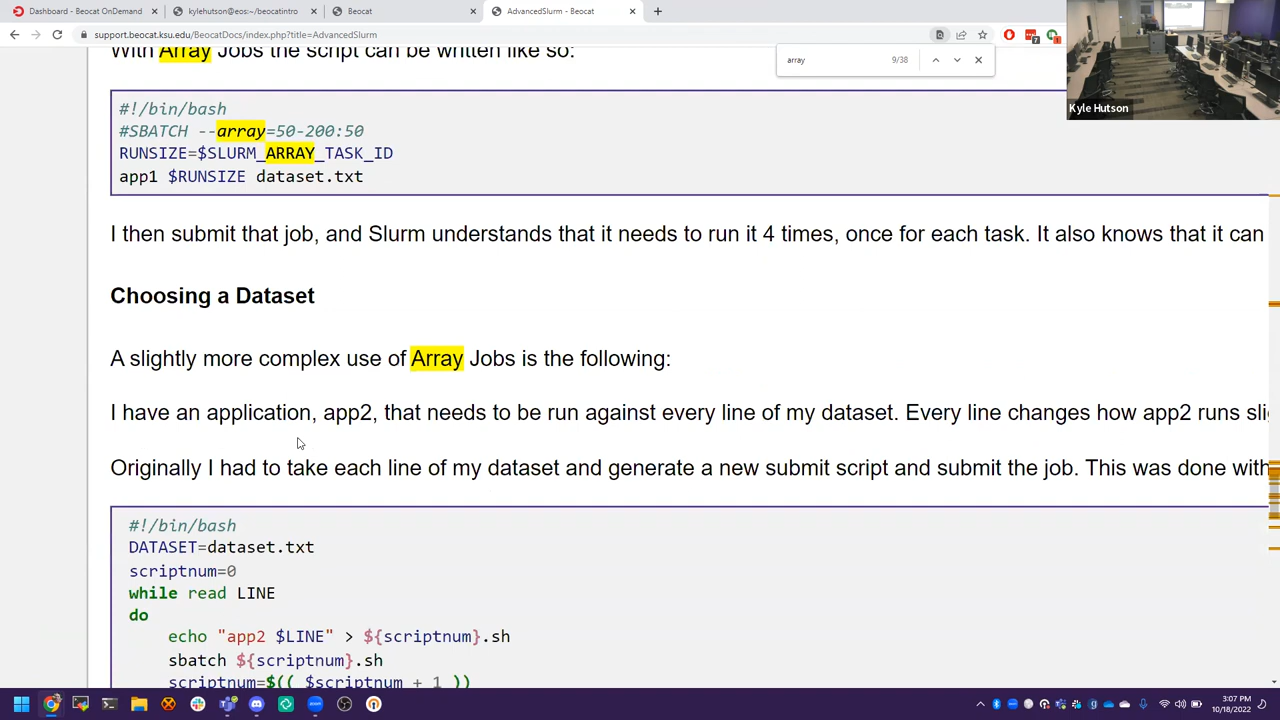 Dashboard - Beocat OnDemand
kylehutson@eos:~/beocatintro
Beocat
AdvancedSlurm - Beocat
support.beocat.ksu.edu/BeocatDocs/index.php?title=AdvancedSlurm
array
9/38
Kyle Hutson
With Array Jobs the script can be written like so:
#!/bin/bash
#SBATCH --array=50-200:50
RUNSIZE=$SLURM_ARRAY_TASK_ID
app1 $RUNSIZE dataset.txt
I then submit that job, and Slurm understands that it needs to run it 4 times, once for each task. It also knows that it can
Choosing a Dataset
A slightly more complex use of Array Jobs is the following:
I have an application, app2, that needs to be run against every line of my dataset. Every line changes how app2 runs sli
Originally I had to take each line of my dataset and generate a new submit script and submit the job. This was done with
#!/bin/bash
DATASET=dataset.txt
scriptnum=0
while read LINE
do
echo "app2 $LINE" > ${scriptnum}.sh
sbatch ${scriptnum}.sh
scriptnum=$(( $scriptnum + 1 ))
3:07 PM
10/18/2022